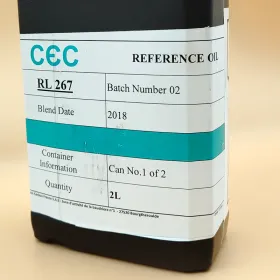 CEC REFERENCE OIL
RL 267 Batch Number 02
Blend Date 2018
Container Information Can No.1 of 2
Quantity 2L